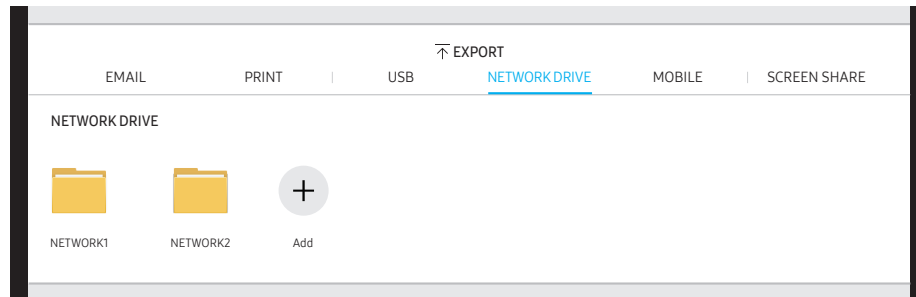 EXPORT
EMAIL PRINT USB NETWORK DRIVE MOBILE SCREEN SHARE
NETWORK DRIVE
NETWORK1 NETWORK2 Add